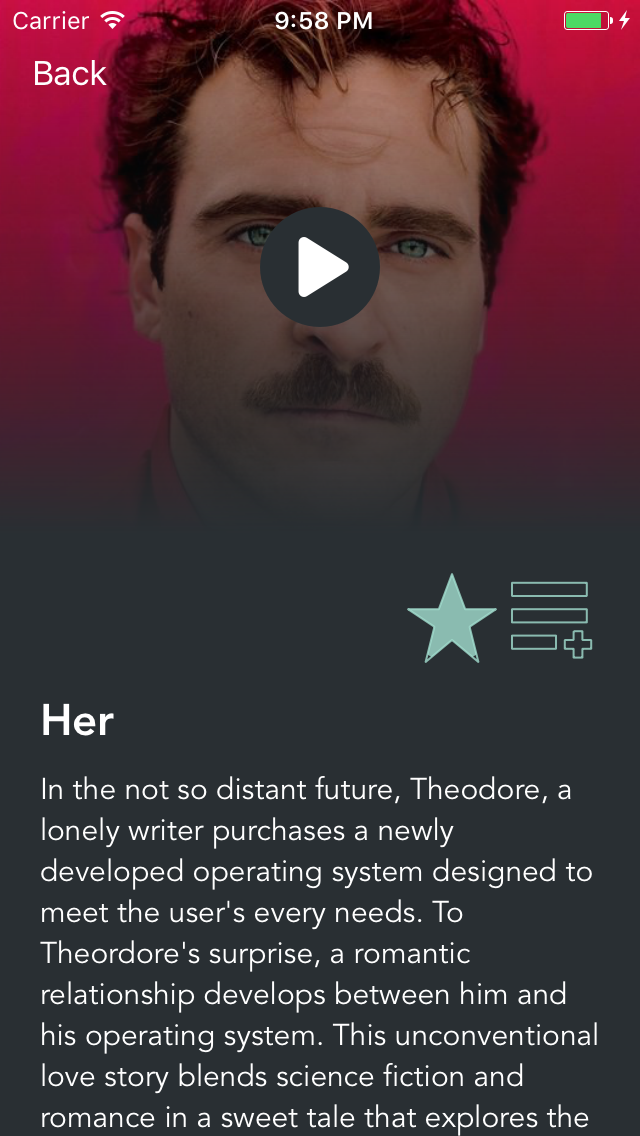 Carrier 9:58 PM
Back
Her
In the not so distant future, Theodore, a
lonely writer purchases a newly
developed operating system designed to
meet the user's every needs. To
Theordore's surprise, a romantic
relationship develops between him and
his operating system. This unconventional
love story blends science fiction and
romance in a sweet tale that explores the